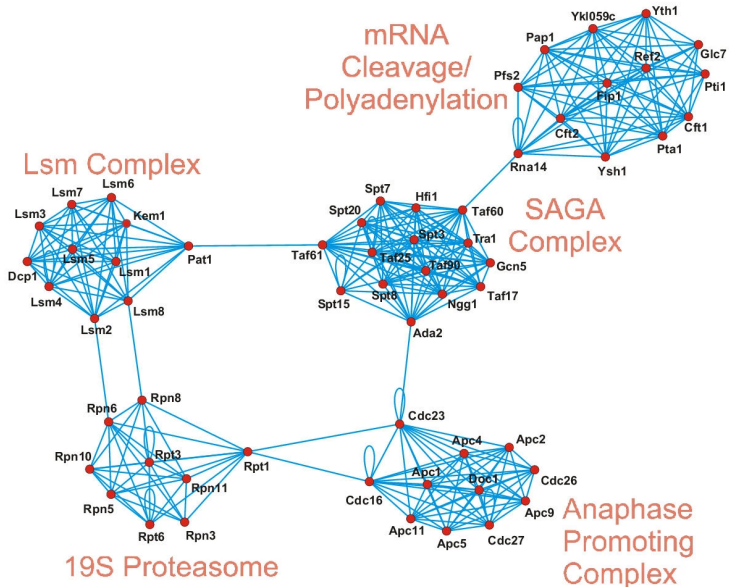 mRNA
Cleavage/
Polyadenylation
Ykl059c
Yth1
Pap1
Ref2
Glc7
Pfs2
Fip1
Pti1
Cft2
Cft1
Pta1
Rna14
Ysh1
Lsm Complex
Lsm7
Lsm6
Lsm3
Kem1
Lsm5
Dcp1
Lsm1
Pat1
Lsm4
Lsm8
Lsm2
SAGA
Complex
Spt7
Hfi1
Taf60
Spt20
Spt3
Tra1
Taf61
Taf25
Taf90
Gcn5
Spt15
Spt8
Ngg1
Taf17
Ada2
Rpn8
Rpn6
Rpn10
Rpt3
Rpt1
Rpn11
Rpn5
Rpt6
Rpn3
19S Proteasome
Cdc23
Apc4
Apc2
Apc1
Doc1
Cdc26
Cdc16
Apc9
Apc11
Apc5
Cdc27
Anaphase
Promoting
Complex